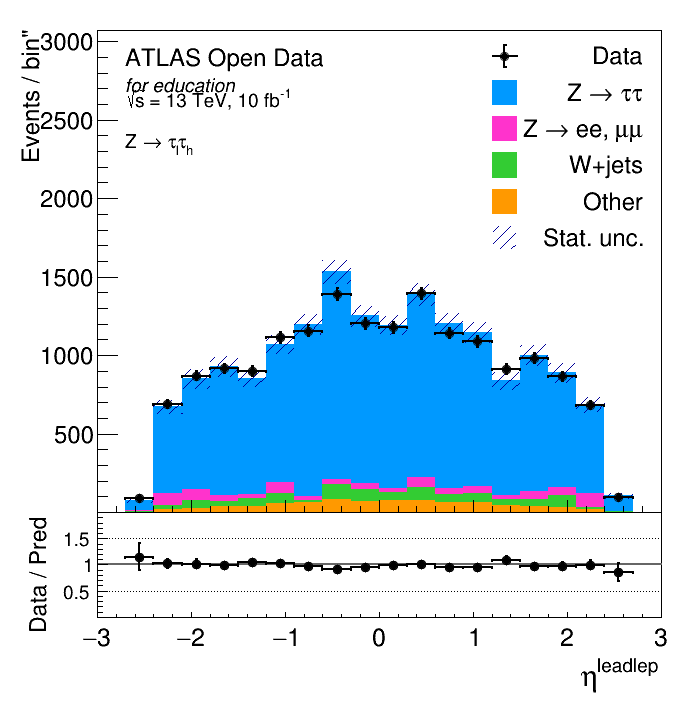 Events / bin"
3000
2500
2000
1500
1000
500
ATLAS Open Data
for education
√s = 13 TeV, 10 fb⁻¹
Z → τₗτₕ
Data
Z → ττ
Z → ee, μμ
W+jets
Other
Stat. unc.
Data / Pred
1.5
1
0.5
−3 −2 −1 0 1 2 3
η^leadlep